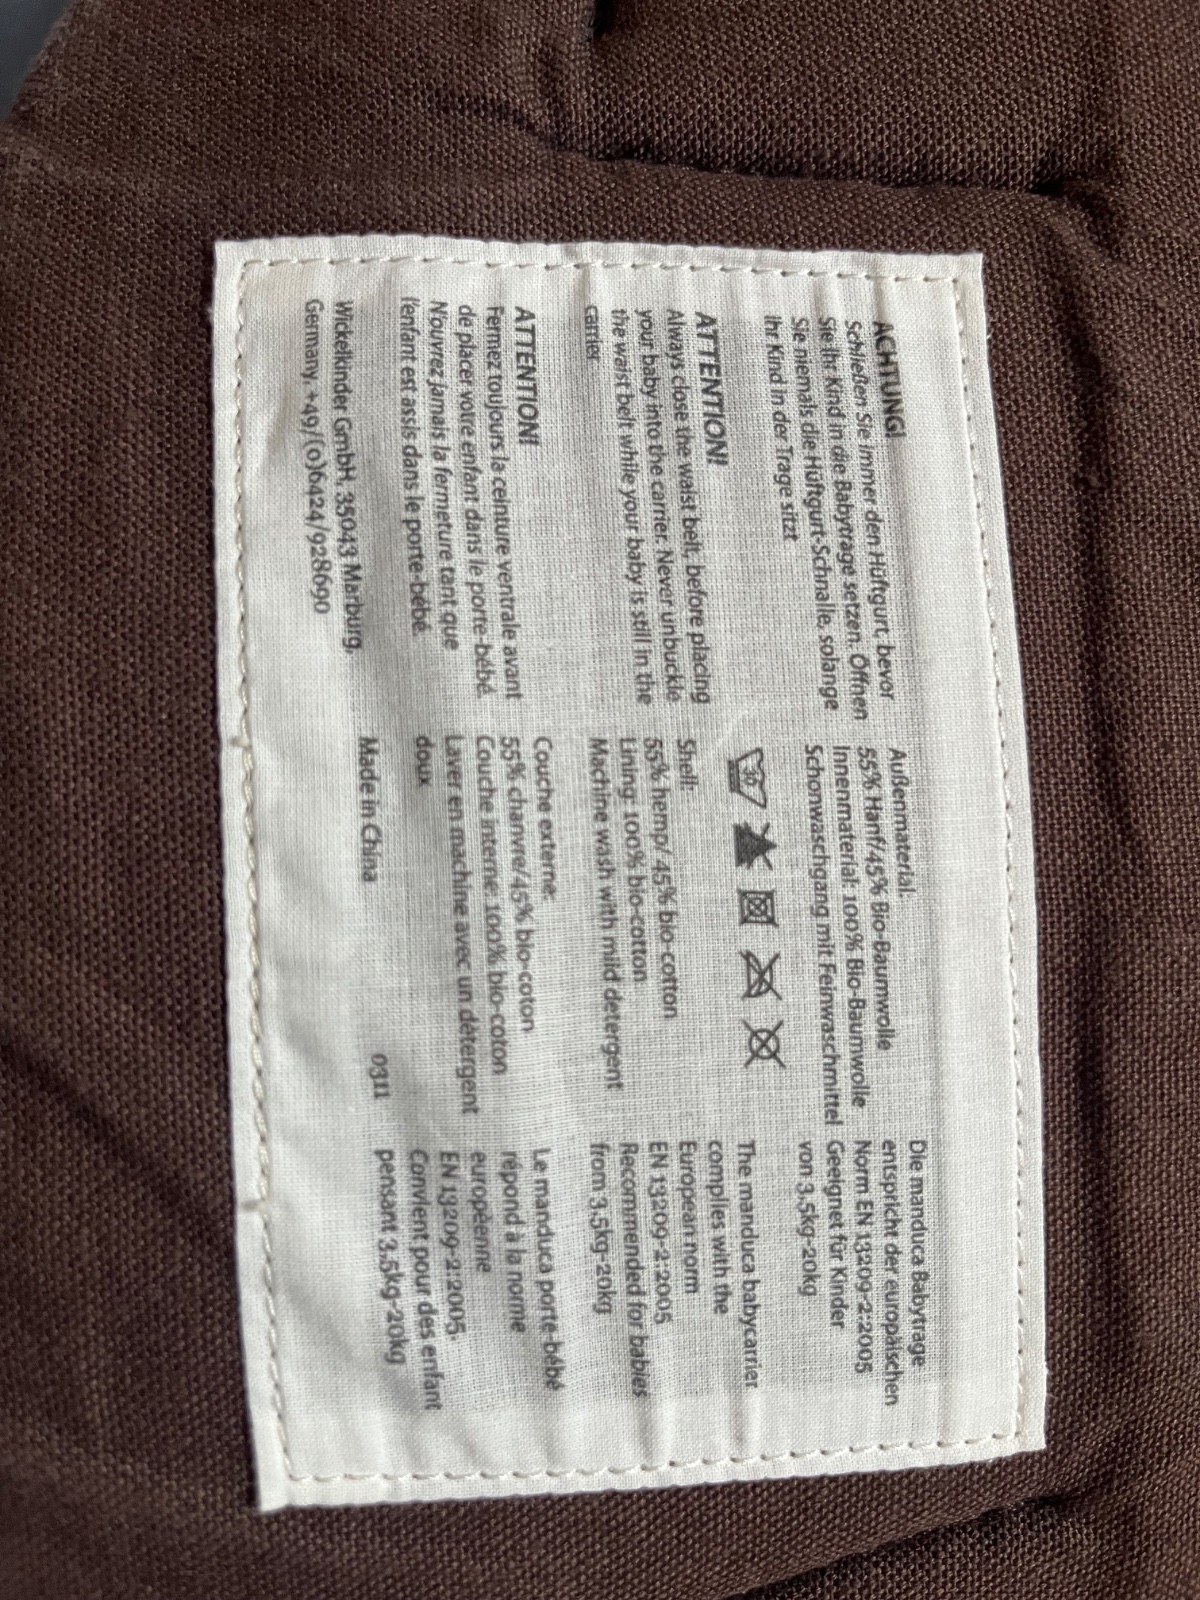 ACHTUNG!
Schließen Sie immer den Hüftgurt, bevor
Sie Ihr Kind in die Babytrage setzen. Öffnen
Sie niemals die Hüftgurt-Schnalle, solange
Ihr Kind in der Trage sitzt
ATTENTION!
Always close the waist belt, before placing
your baby into the carrier. Never unbuckle
the waist belt while your baby is still in the
carrier
ATTENTION!
Fermez toujours la ceinture ventrale avant
de placer votre enfant dans le porte-bébé.
N'ouvrez jamais la fermeture tant que
l'enfant est assis dans le porte-bébé.
Wickelkinder GmbH, 35043 Marburg,
Germany. +49/(0)6424/928690
Außenmaterial:
55% Hanf/45% Bio-Baumwolle
Innenmaterial: 100% Bio-Baumwolle
Schonwaschgang mit Feinwaschmittel
30
Shell:
55% hemp/ 45% bio-cotton
Lining: 100% bio-cotton
Machine wash with mild detergent
Couche externe:
55% chanvre/45% bio-coton
Couche interne: 100% bio-coton
Laver en machine avec un détergent
doux
Made in China
0311
Die manduca Babytrage
entspricht der europäischen
Norm EN 13209-2:2005
Geeignet für Kinder
von 3.5kg-20kg
The manduca babycarrier
complies with the
European norm
EN 13209-2:2005
Recommended for babies
from 3.5kg-20kg
Le manduca porte-bébé
répond à la norme
européenne
EN 13209-2:2005.
Convient pour des enfant
pensant 3.5kg-20kg